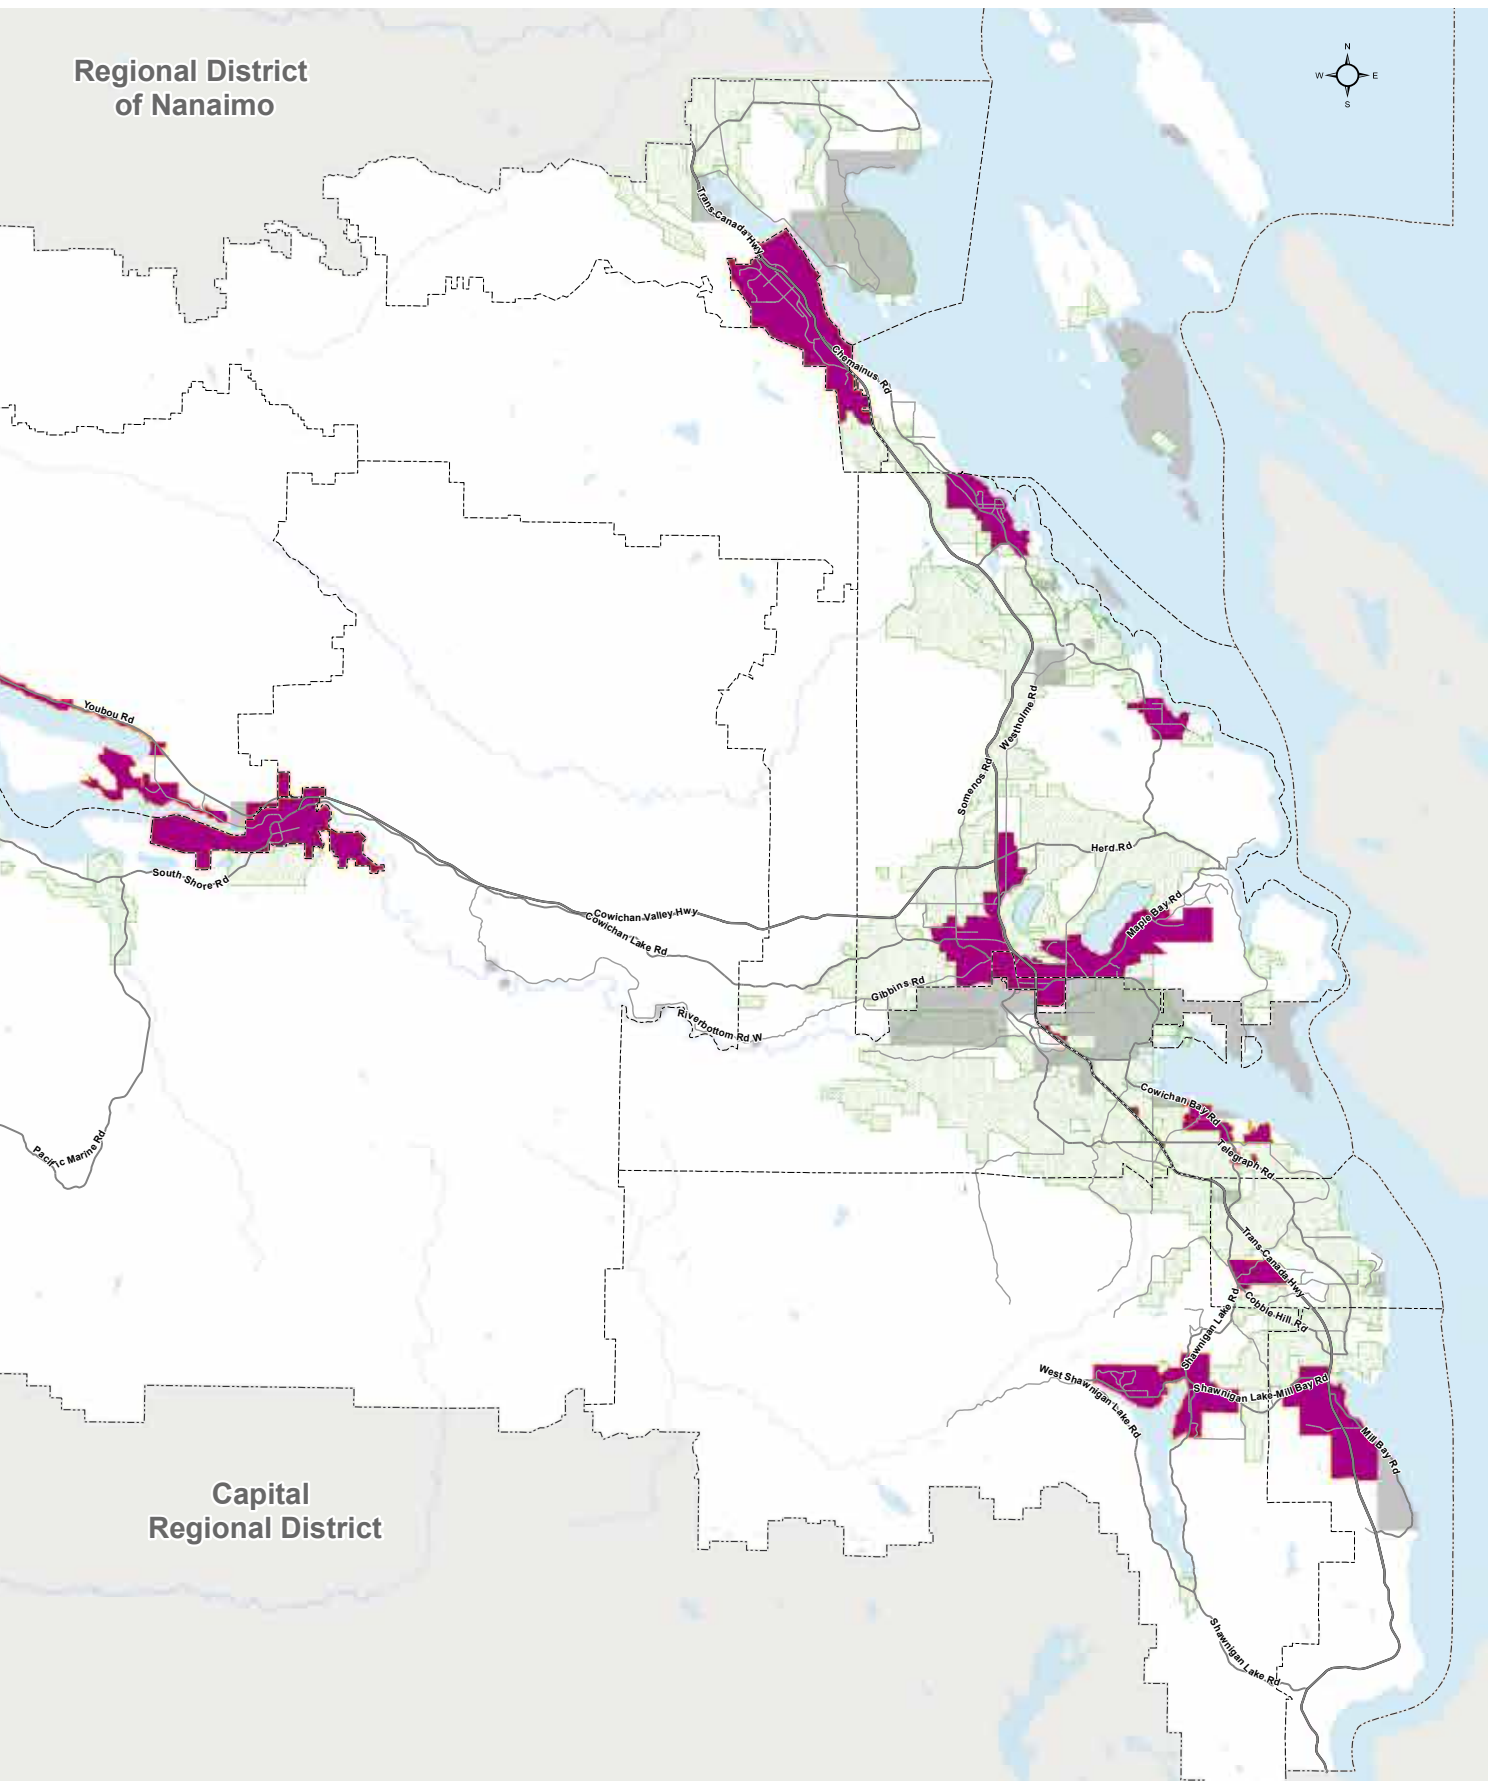 Regional District
of Nanaimo
N
W
E
S
Trans-Canada Hwy
Chemainus Rd
Youbou Rd
Westholme Rd
Somenos Rd
Herd Rd
South Shore Rd
Maple Bay Rd
Cowichan Valley Hwy
Cowichan Lake Rd
Gibbins Rd
Riverbottom Rd W
Cowichan Bay Rd
Telegraph Rd
Pacific Marine Rd
Trans-Canada Hwy
Cobble Hill Rd
Shawnigan Lake Rd
West Shawnigan Lake Rd
Shawnigan Lake-Mill Bay Rd
Mill Bay Rd
Capital
Regional District
Shawnigan Lake Rd